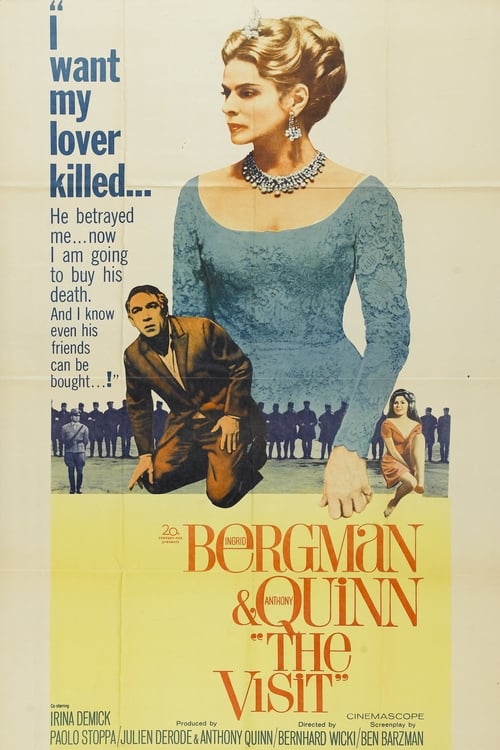 "I
want
my
lover
killed...
He betrayed
me...now
I am going
to buy his
death.
And I know
even his
friends
can be
bought...!"
20th
CENTURY-FOX
presents
INGRID
BERGMAN
& ANTHONY QUINN
"THE
VISIT"
CINEMASCOPE
Co starring
IRINA DEMICK
PAOLO STOPPA/
Produced by
JULIEN DERODE & ANTHONY QUINN/
Directed by
BERNHARD WICKI/
Screenplay by
BEN BARZMAN